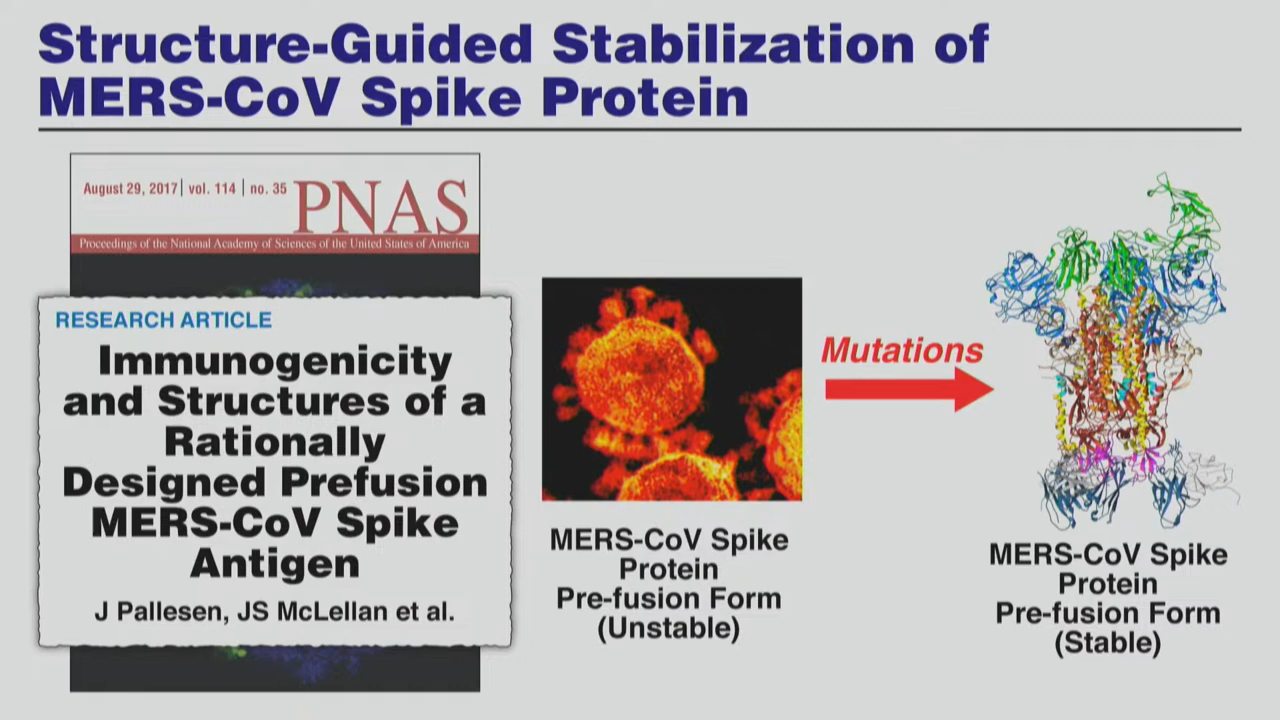 Structure-Guided Stabilization of
MERS-CoV Spike Protein
August 29, 2017 | vol. 114 | no. 35
PNAS
Proceedings of the National Academy of Sciences of the United States of America
RESEARCH ARTICLE
Immunogenicity
and Structures of a
Rationally
Designed Prefusion
MERS-CoV Spike
Antigen
J Pallesen, JS McLellan et al.
MERS-CoV Spike
Protein
Pre-fusion Form
(Unstable)
Mutations
MERS-CoV Spike
Protein
Pre-fusion Form
(Stable)